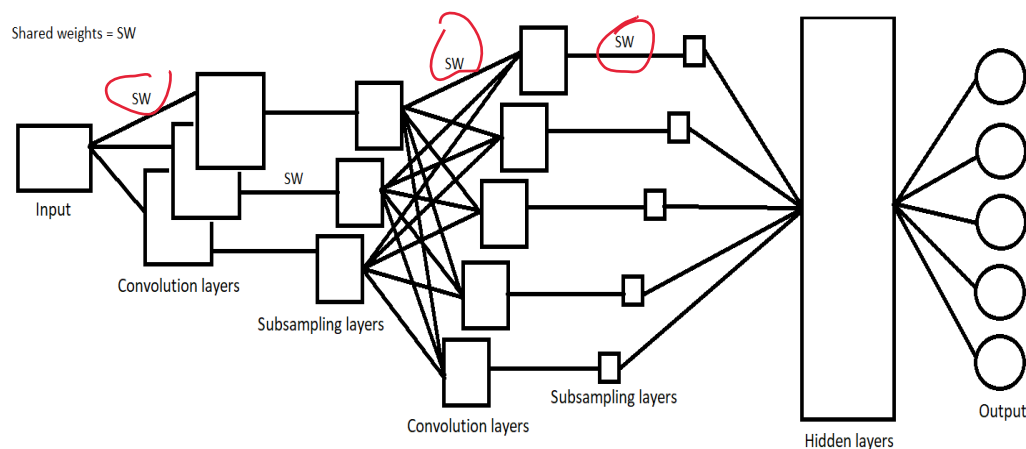 Shared weights = SW
SW
SW
SW
SW
Input
Convolution layers
Subsampling layers
Convolution layers
Subsampling layers
Hidden layers
Output